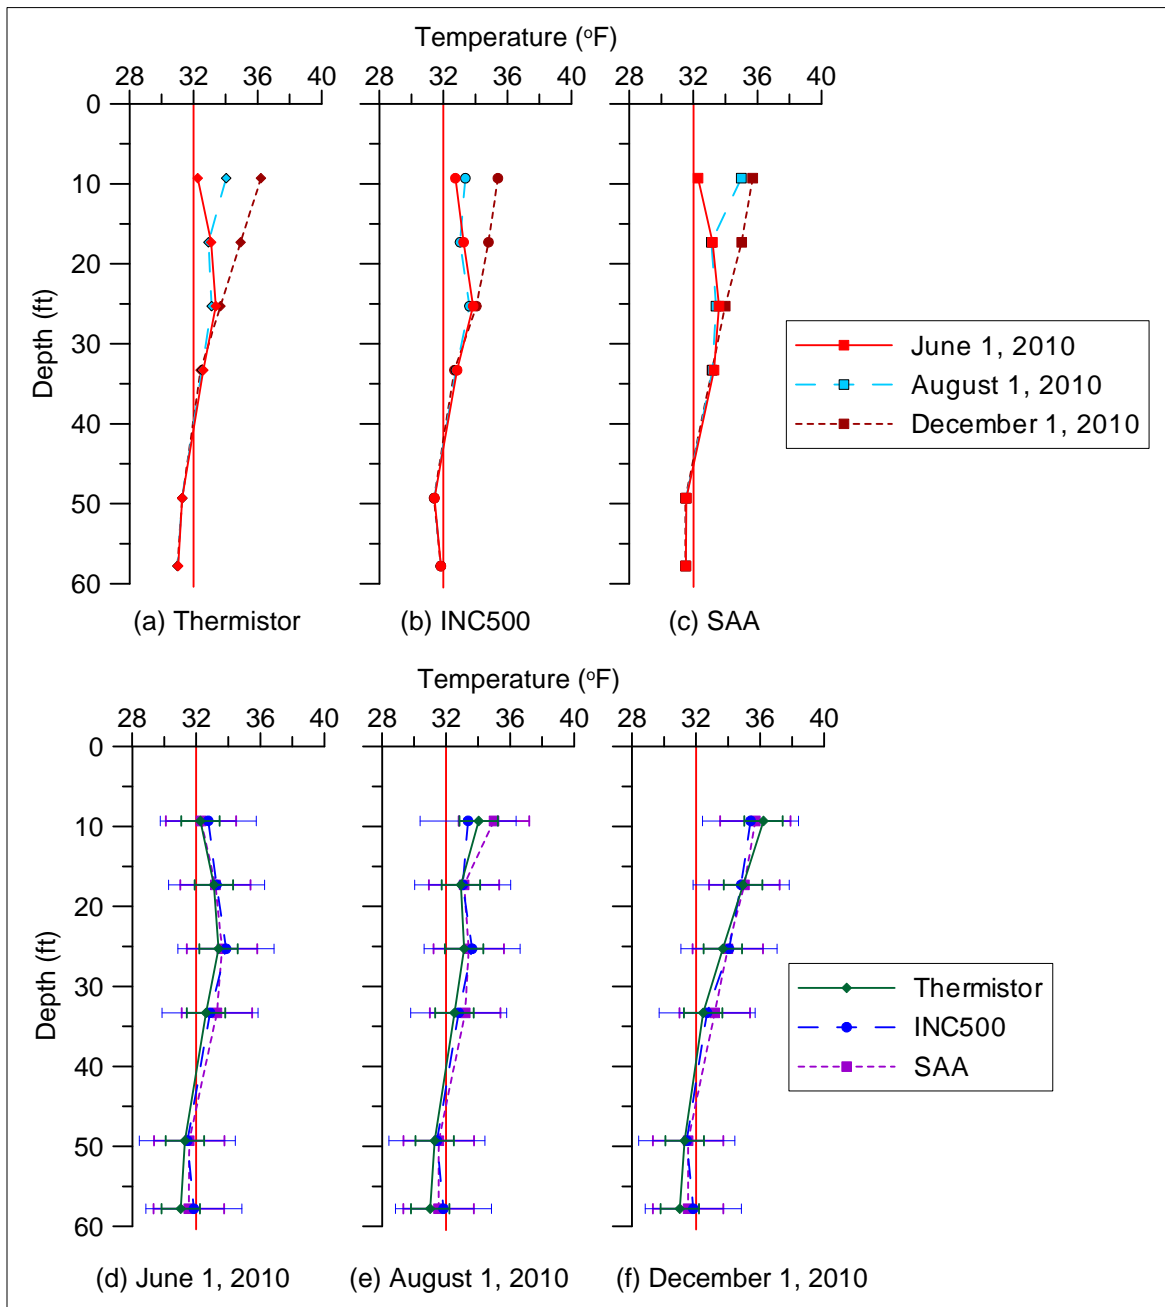 Temperature (°F)
28 32 36 40 28 32 36 40 28 32 36 40
0
10
20
30
40
50
60
Depth (ft)
June 1, 2010
August 1, 2010
December 1, 2010
(a) Thermistor (b) INC500 (c) SAA
Temperature (°F)
28 32 36 40 28 32 36 40 28 32 36 40
0
10
20
30
40
50
60
Depth (ft)
Thermistor
INC500
SAA
(d) June 1, 2010 (e) August 1, 2010 (f) December 1, 2010